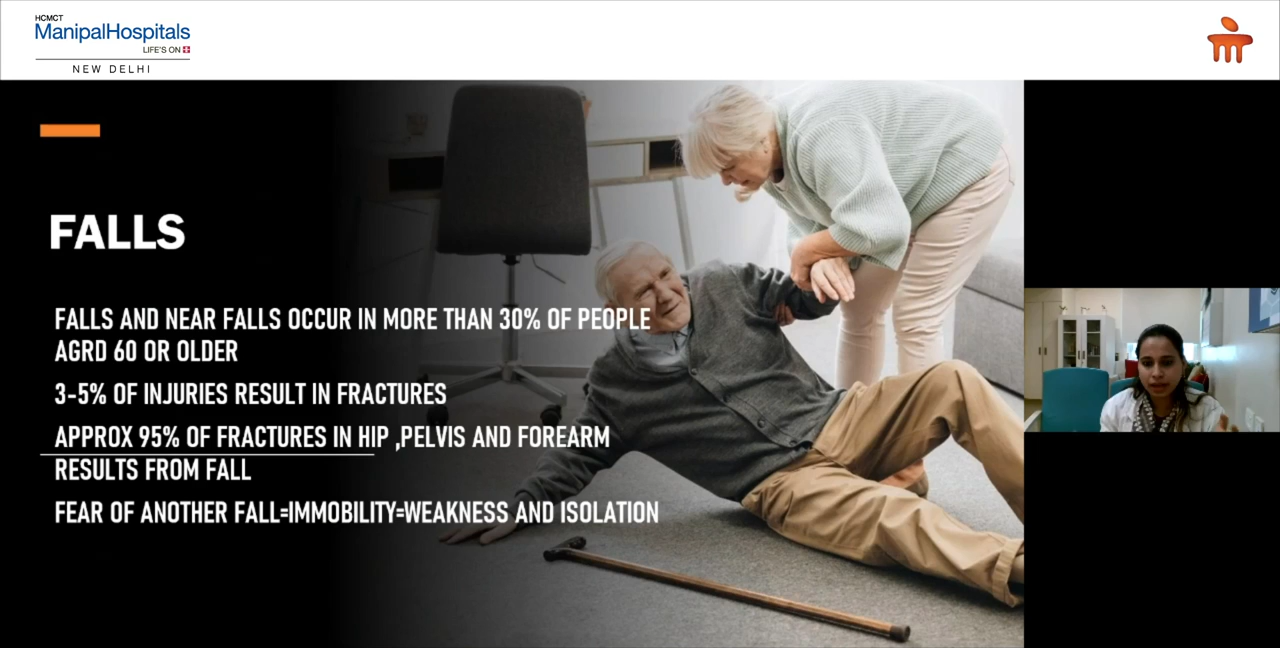 HCMCT
ManipalHospitals
LIFE'S ON
NEW DELHI
FALLS
FALLS AND NEAR FALLS OCCUR IN MORE THAN 30% OF PEOPLE
AGRD 60 OR OLDER
3-5% OF INJURIES RESULT IN FRACTURES
APPROX 95% OF FRACTURES IN HIP ,PELVIS AND FOREARM
RESULTS FROM FALL
FEAR OF ANOTHER FALL=IMMOBILITY=WEAKNESS AND ISOLATION